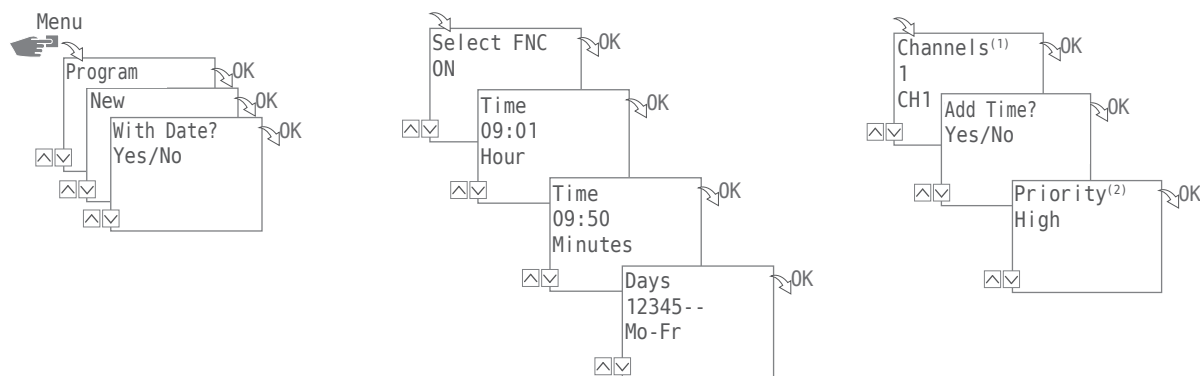 Menu
Program
OK
New
OK
With Date?
OK
Yes/No
Select FNC
OK
ON
Time
OK
09:01
Hour
Time
OK
09:50
Minutes
Days
OK
12345--
Mo-Fr
Channels(1)
OK
1
CH1
Add Time?
OK
Yes/No
Priority(2)
OK
High